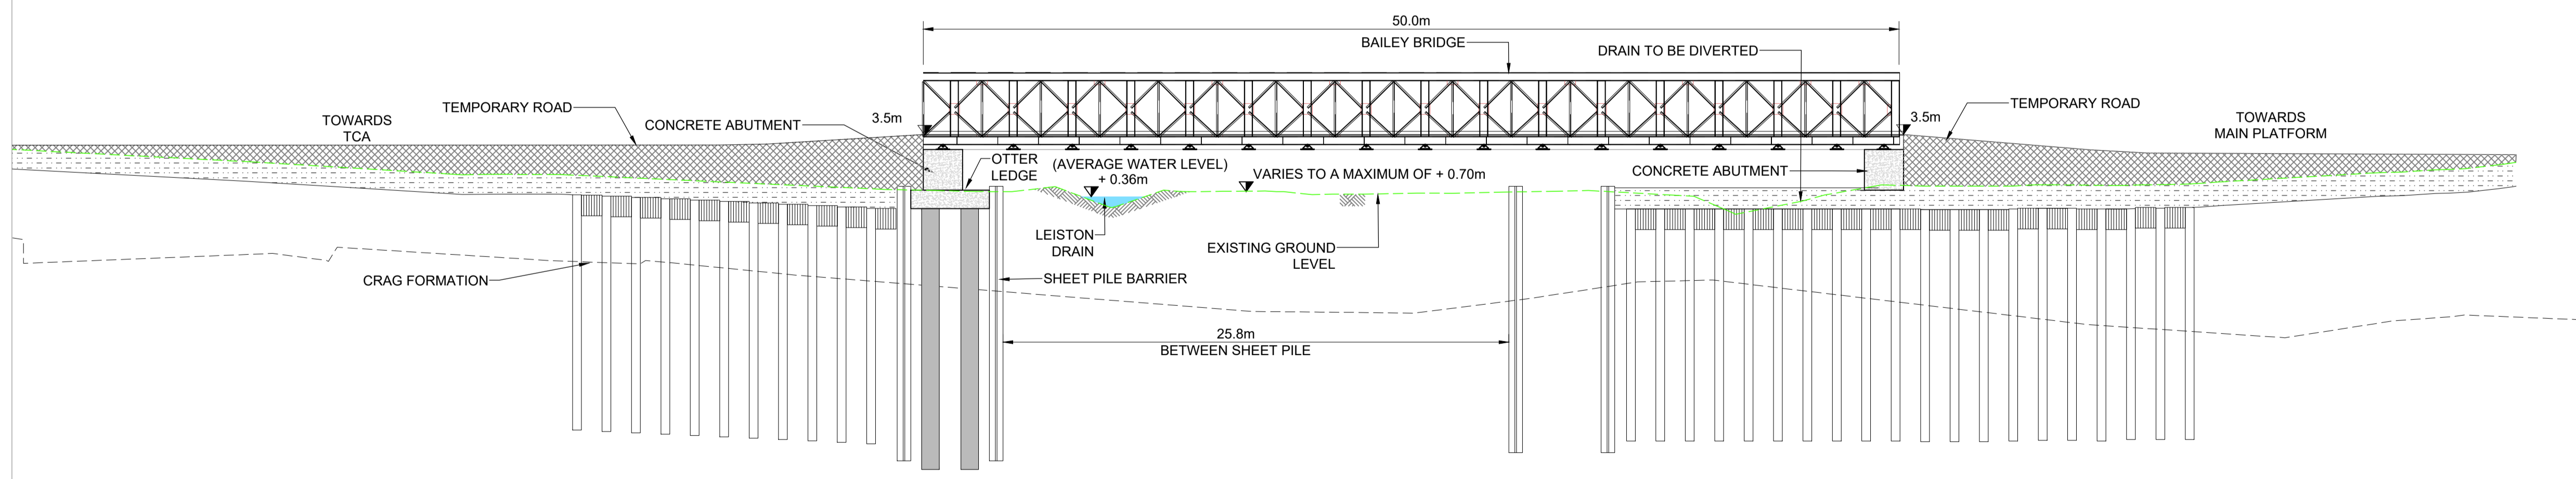 50.0m
BAILEY BRIDGE
DRAIN TO BE DIVERTED
TEMPORARY ROAD
TOWARDS
TCA
CONCRETE ABUTMENT
3.5m
3.5m
TEMPORARY ROAD
TOWARDS
MAIN PLATFORM
OTTER
LEDGE
(AVERAGE WATER LEVEL)
+ 0.36m
VARIES TO A MAXIMUM OF + 0.70m
CONCRETE ABUTMENT
LEISTON
DRAIN
EXISTING GROUND
LEVEL
CRAG FORMATION
SHEET PILE BARRIER
25.8m
BETWEEN SHEET PILE